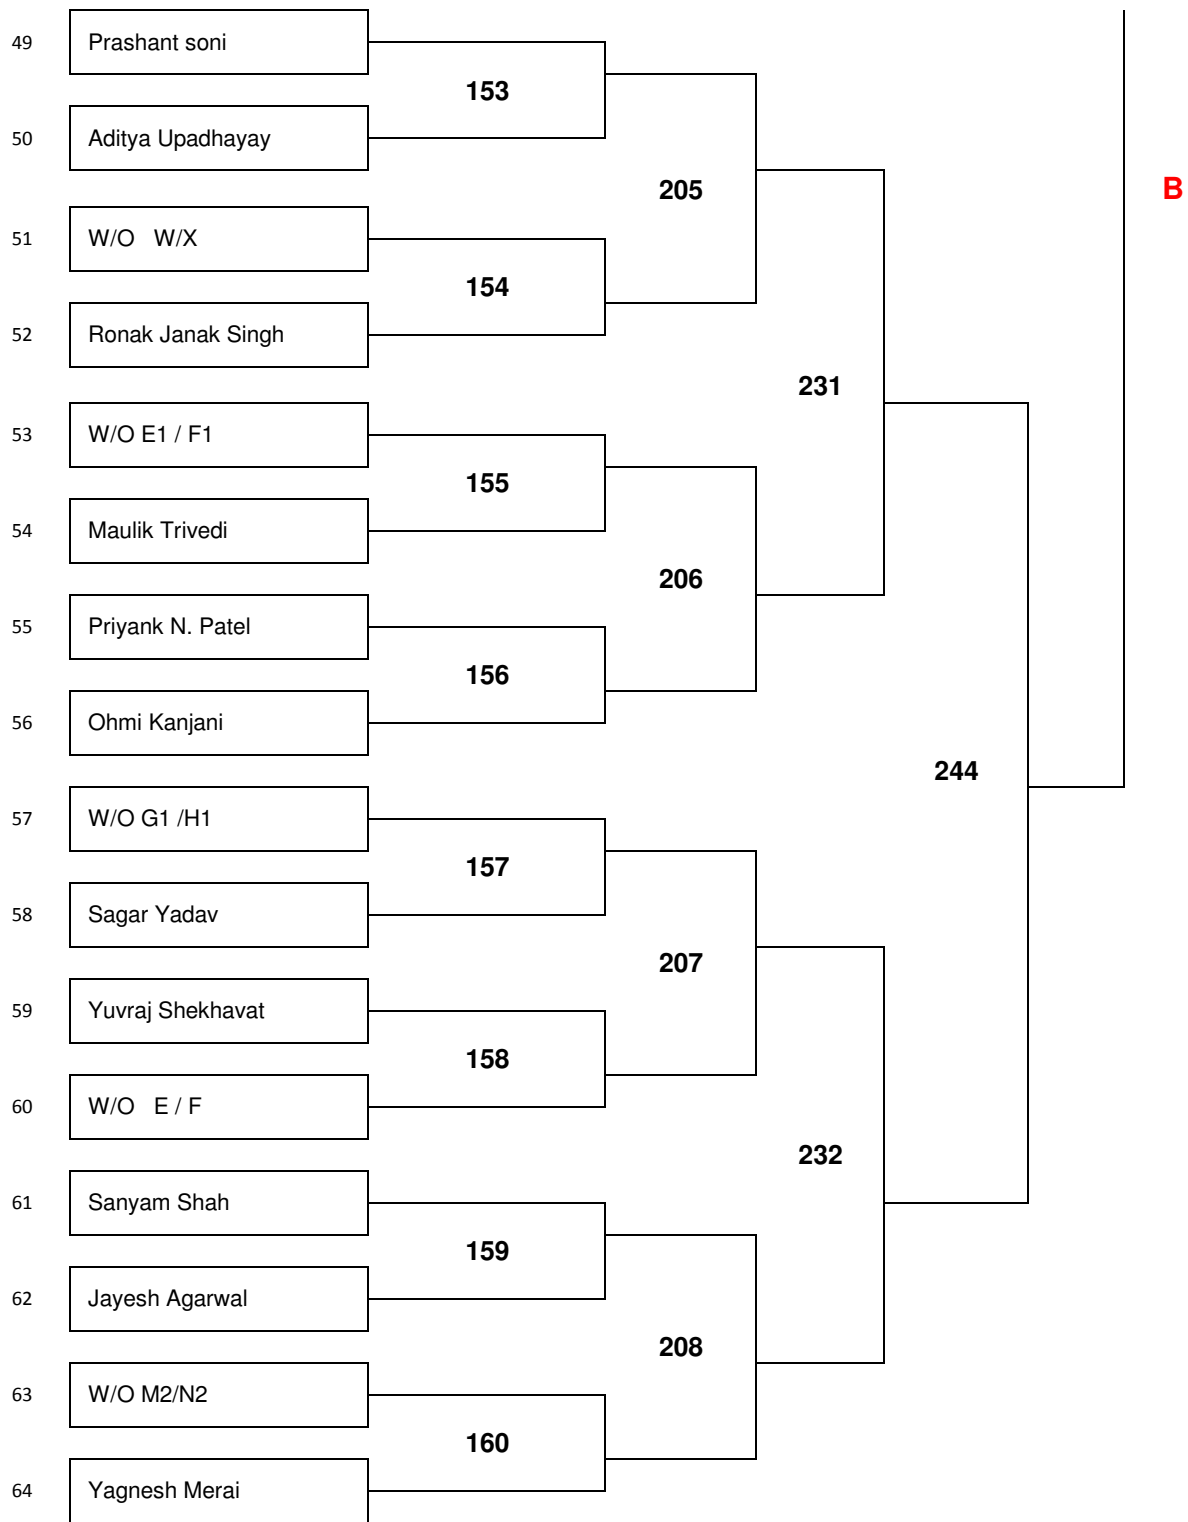 49 Prashant soni
153
50 Aditya Upadhayay
205
B
51 W/O   W/X
154
52 Ronak Janak Singh
231
53 W/O E1 / F1
155
54 Maulik Trivedi
206
55 Priyank N. Patel
156
56 Ohmi Kanjani
244
57 W/O G1 /H1
157
58 Sagar Yadav
207
59 Yuvraj Shekhavat
158
60 W/O   E / F
232
61 Sanyam Shah
159
62 Jayesh Agarwal
208
63 W/O M2/N2
160
64 Yagnesh Merai